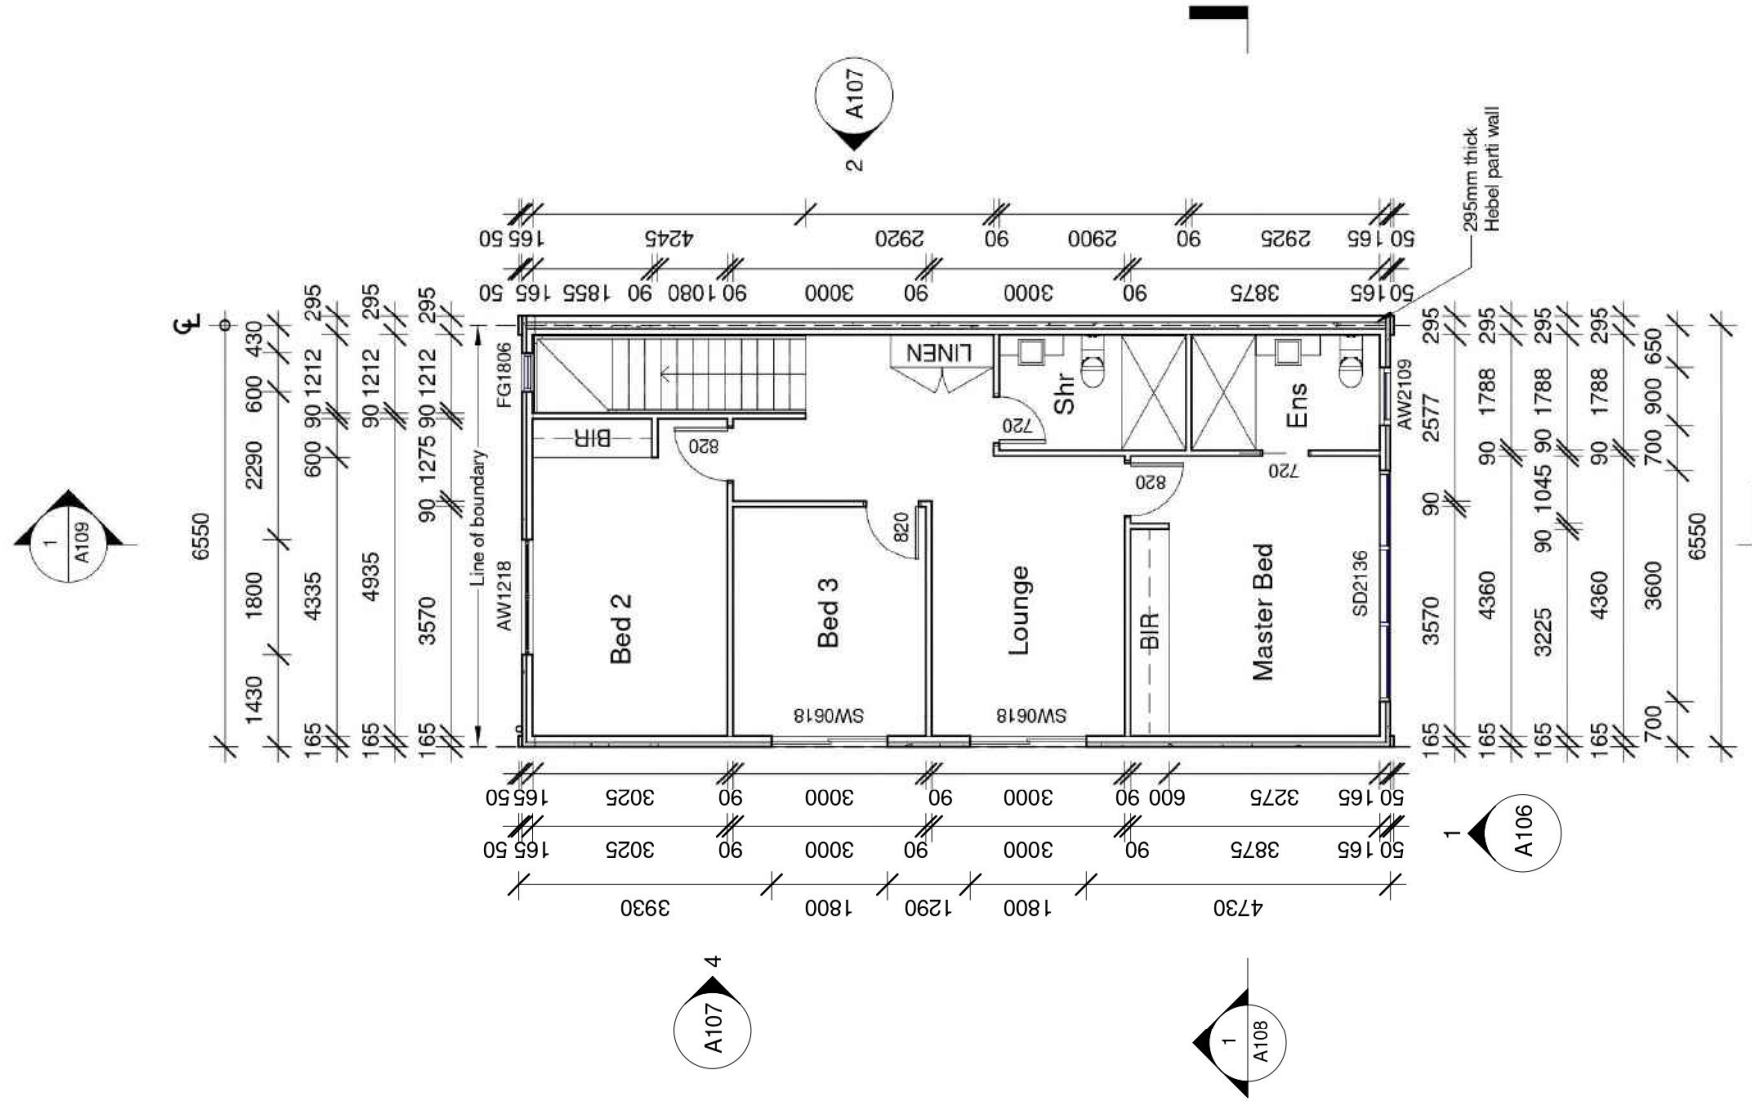 A107
2
50 165 4245 2920 90 2900 90 2925 165 50
50 165 1855 90 1080 90 3000 90 3000 90 3875 165 50
295mm thick
Hebel parti wall
1
A109
6550
430 600 2290 1800 1430
295 1212 90 600 4335 165
295 1212 90 4935 165
295 1212 90 1275 90 3570 165
Line of boundary
FG1806
AW1218
BIR
820
LINEN
720
Shr
Ens
720
820
820
Bed 2
Bed 3
Lounge
BIR
Master Bed
SW0618
SW0618
SD2136
AW2109
295 2577 90 3570 165
295 1788 90 4360 165
295 1788 90 1045 90 3225 165
295 1788 90 4360 165
650 900 700 3600 700
6550
50 165 3025 90 3000 90 3000 90 600 3275 165 50
50 165 3025 90 3000 90 3000 90 3875 165 50
3930 1800 1290 1800 4730
1
A106
A107
4
1
A108